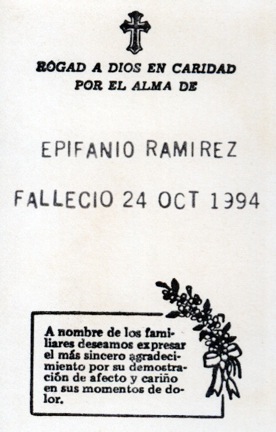 ROGAD A DIOS EN CARIDAD
POR EL ALMA DE
EPIFANIO RAMIREZ
FALLECIO 24 OCT 1994
A nombre de los fami-
liares deseamos expresar
el más sincero agradeci-
miento por su demostra-
ción de afecto y cariño
en sus momentos de do-
lor.